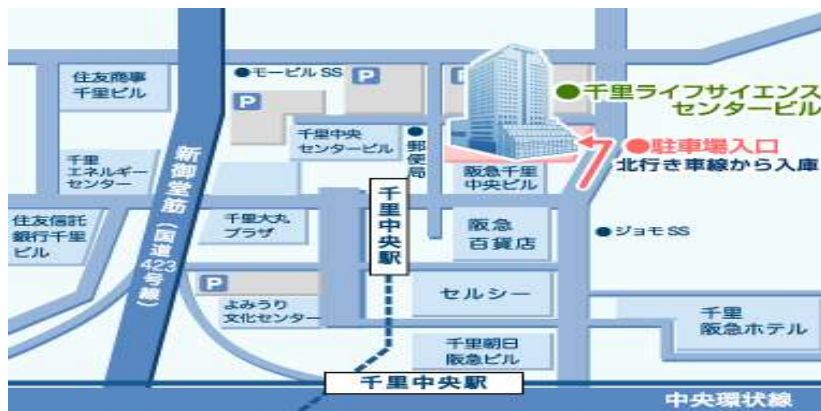 住友商事
千里ビル
●モービルSS
P
P
P
●千里ライフサイエンス
センタービル
千里中央
センタービル
●郵便局
●駐車場入口
北行き車線から入庫
千里
エネルギー
センター
新御堂筋（国道423号線）
阪急千里
中央ビル
千里中央駅
住友信託
銀行千里
ビル
千里大丸
プラザ
阪急
百貨店
●ジョモSS
P
よみうり
文化センター
セルシー
千里
阪急ホテル
千里朝日
阪急ビル
千里中央駅
中央環状線